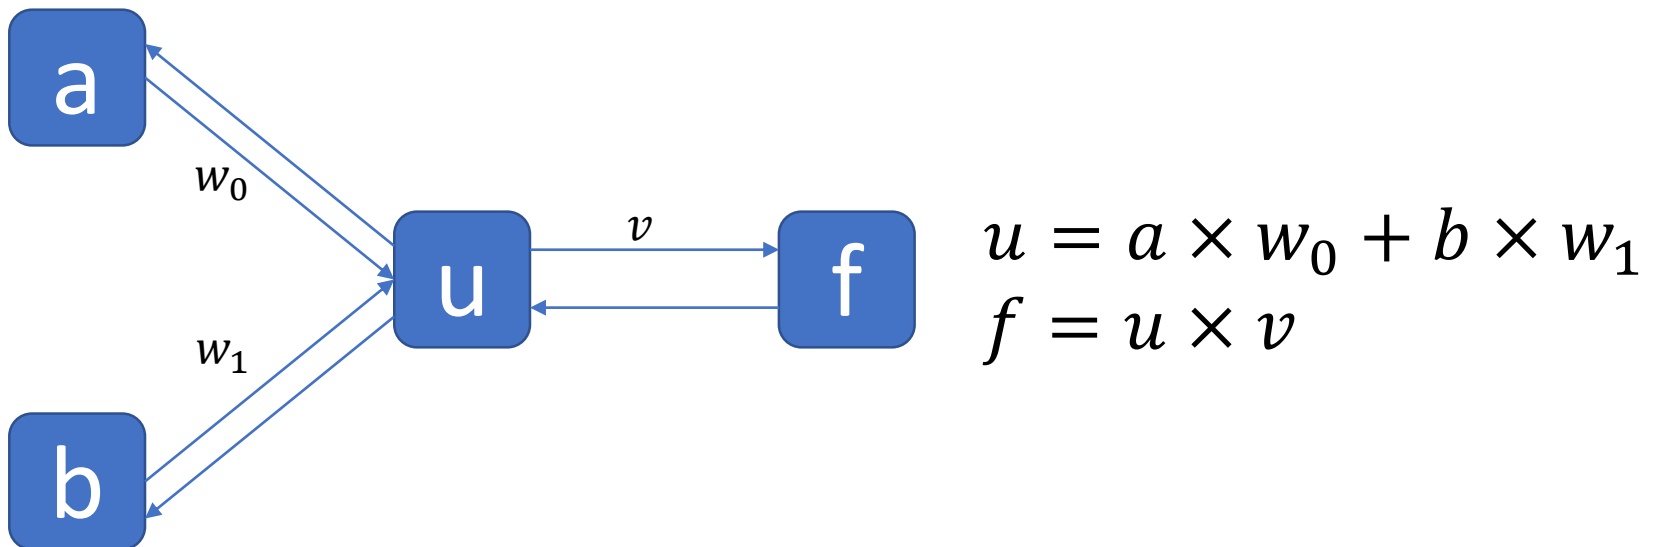 a
w₀
u
v
f
w₁
b
u = a × w₀ + b × w₁
f = u × v